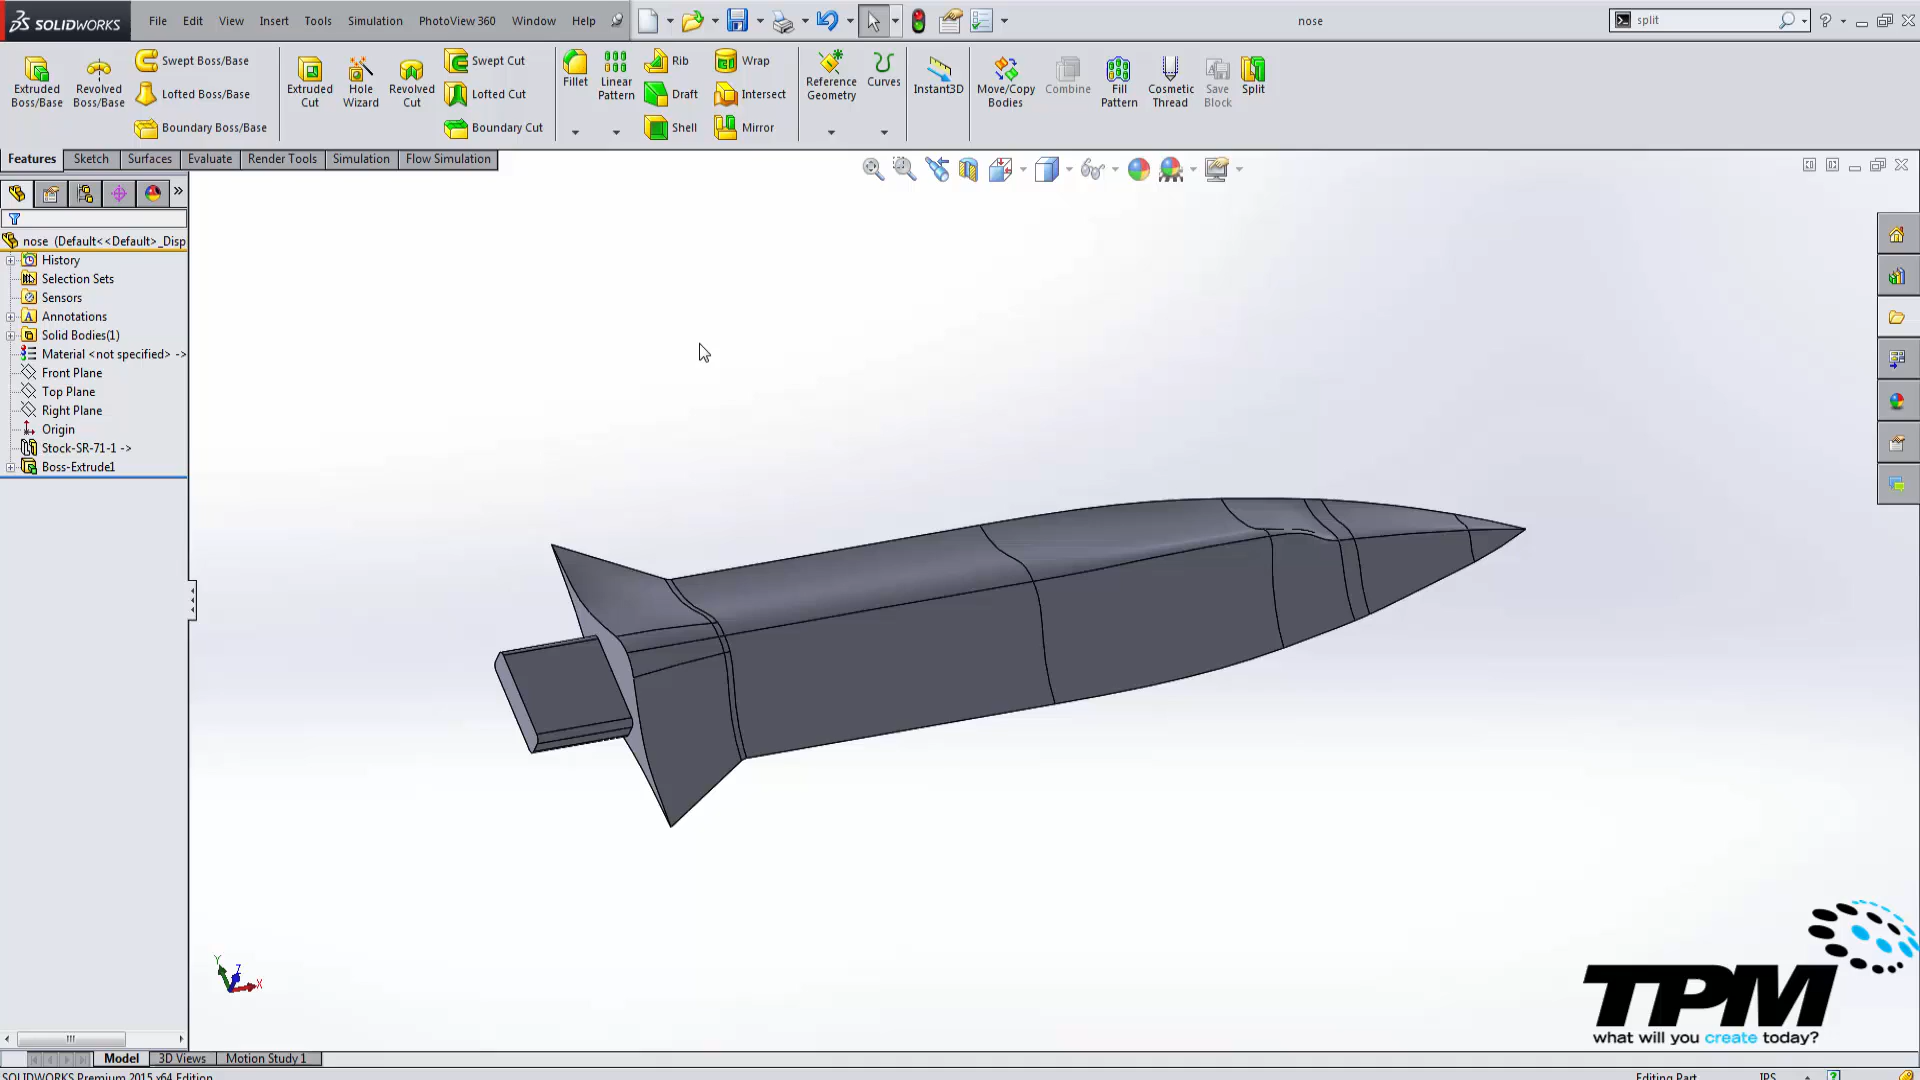 SOLIDWORKS
File Edit View Insert Tools Simulation PhotoView 360 Window Help
nose
split
Extruded Boss/Base
Revolved Boss/Base
Swept Boss/Base
Lofted Boss/Base
Boundary Boss/Base
Extruded Cut
Hole Wizard
Revolved Cut
Swept Cut
Lofted Cut
Boundary Cut
Fillet
Linear Pattern
Rib
Draft
Shell
Wrap
Intersect
Mirror
Reference Geometry
Curves
Instant3D
Move/Copy Bodies
Combine
Fill Pattern
Cosmetic Thread
Save Block
Split
Features Sketch Surfaces Evaluate Render Tools Simulation Flow Simulation
nose (Default<<Default>_Disp
History
Selection Sets
Sensors
Annotations
Solid Bodies(1)
Material <not specified> ->
Front Plane
Top Plane
Right Plane
Origin
Stock-SR-71-1 ->
Boss-Extrude1
Y
Z
X
TPM
what will you create today?
Model 3D Views Motion Study 1
SOLIDWORKS Premium 2015 x64 Edition
Editing Part
IPS